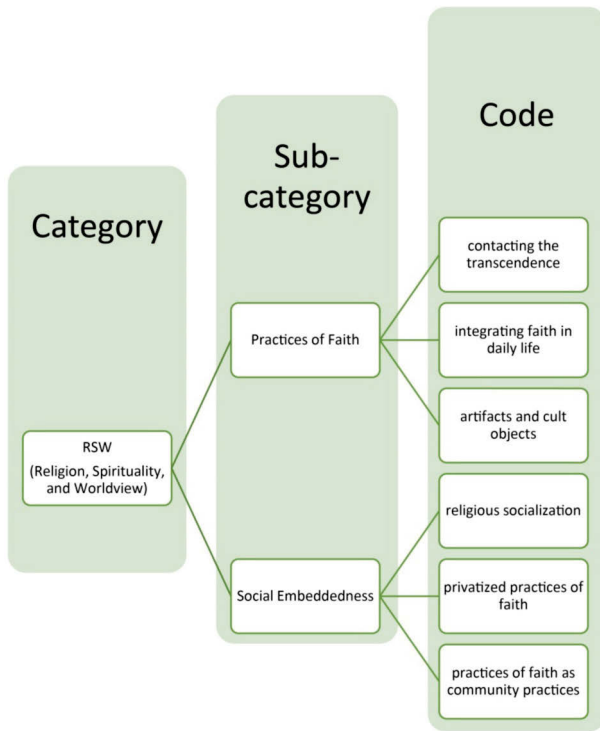 Category
Sub-
category
Code
RSW
(Religion, Spirituality,
and Worldview)
Practices of Faith
Social Embeddedness
contacting the
transcendence
integrating faith in
daily life
artifacts and cult
objects
religious socialization
privatized practices of
faith
practices of faith as
community practices